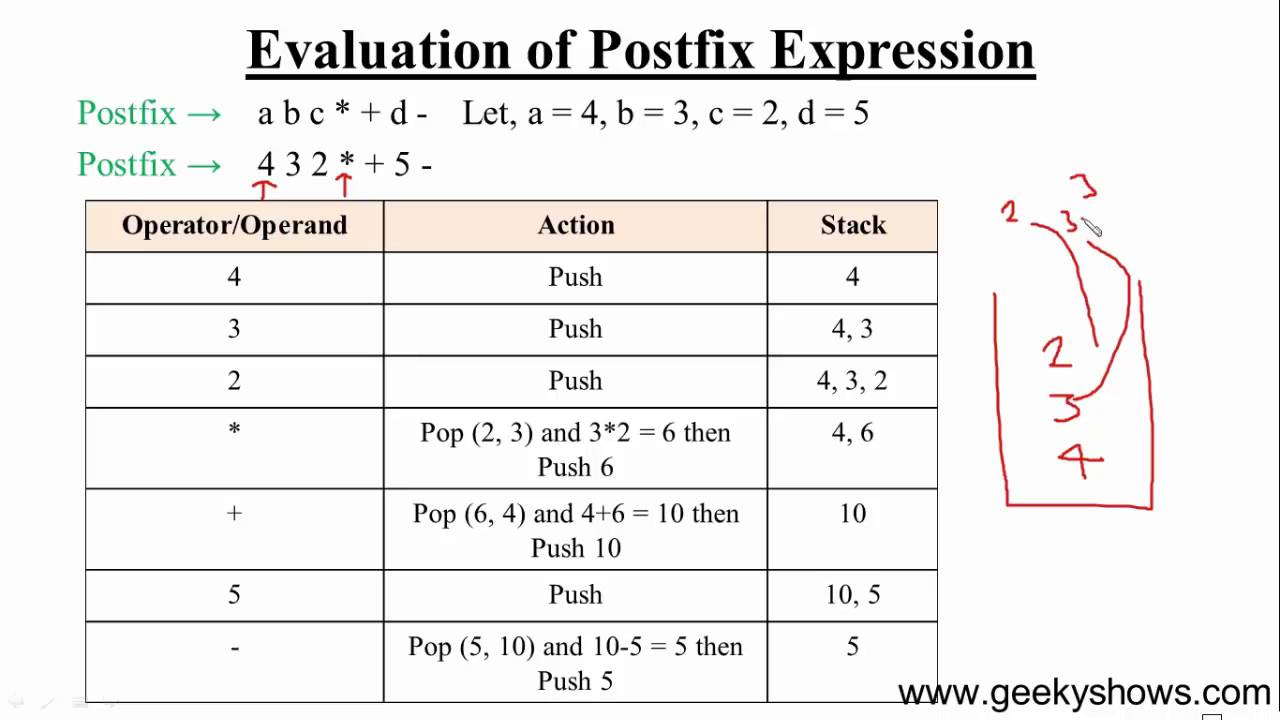 Evaluation of Postfix Expression
Postfix → a b c * + d - Let, a = 4, b = 3, c = 2, d = 5
Postfix → 4 3 2 * + 5 -
Operator/Operand Action Stack
4 Push 4
3 Push 4, 3
2 Push 4, 3, 2
* Pop (2, 3) and 3*2 = 6 then 4, 6
Push 6
+ Pop (6, 4) and 4+6 = 10 then 10
Push 10
5 Push 10, 5
- Pop (5, 10) and 10-5 = 5 then 5
Push 5
3
2 3
2
3
4
www.geekyshows.com